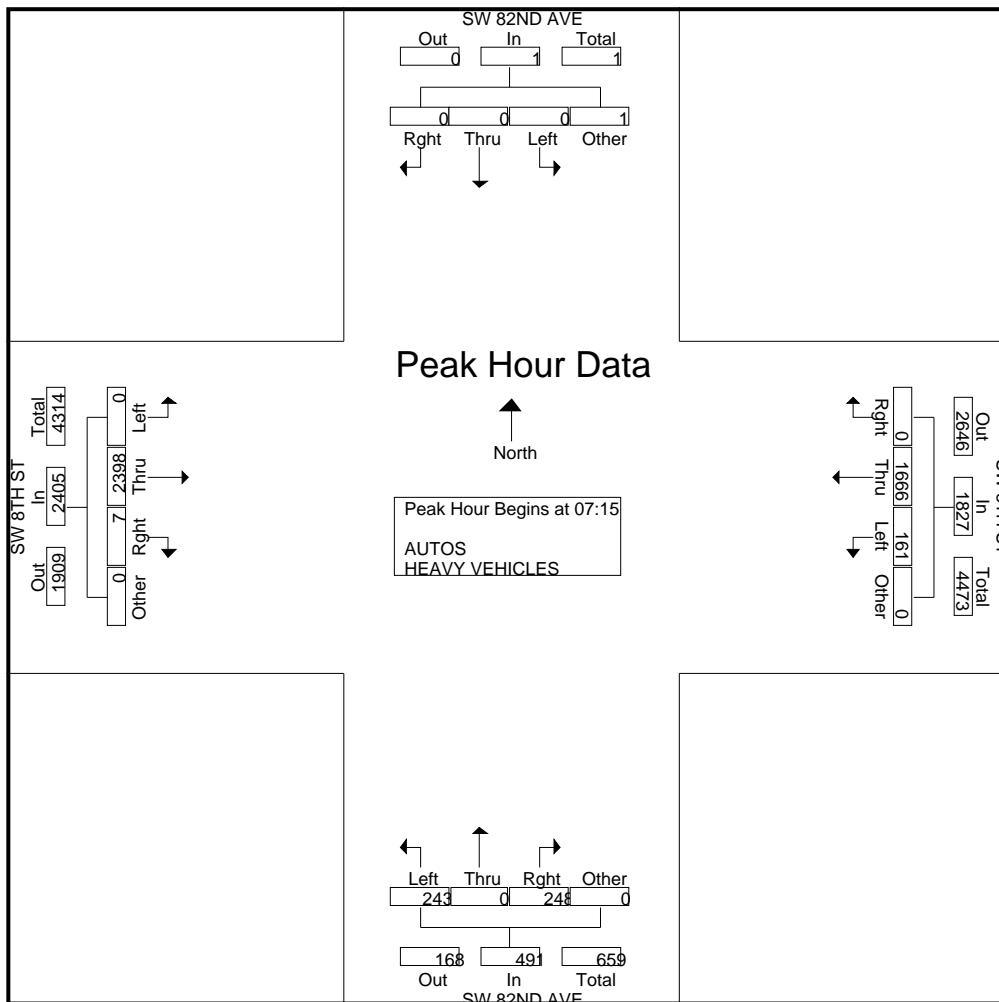 SW 82ND AVE
Out In Total
0 1 1
0 0 0 1
Rght Thru Left Other
Peak Hour Data
North
Peak Hour Begins at 07:15
AUTOS
HEAVY VEHICLES
SW 8TH ST
Out In Total
1909 2405 4314
0 7 2398 0
Other Rght Thru Left
Out In Total
2646 1827 4473
0 1666 161 0
Rght Thru Left Other
Left Thru Rght Other
243 0 248 0
168 491 659
Out In Total
SW 82ND AVE